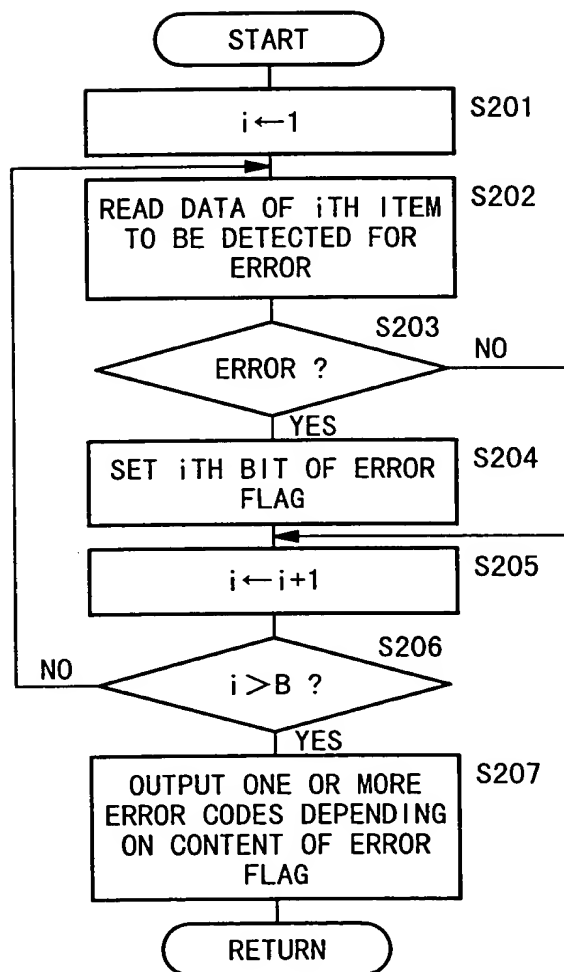 START
i←1
S201
READ DATA OF iTH ITEM
TO BE DETECTED FOR
ERROR
S202
S203
ERROR ?
NO
YES
SET iTH BIT OF ERROR
FLAG
S204
i←i+1
S205
S206
NO
i>B ?
YES
OUTPUT ONE OR MORE
ERROR CODES DEPENDING
ON CONTENT OF ERROR
FLAG
S207
RETURN